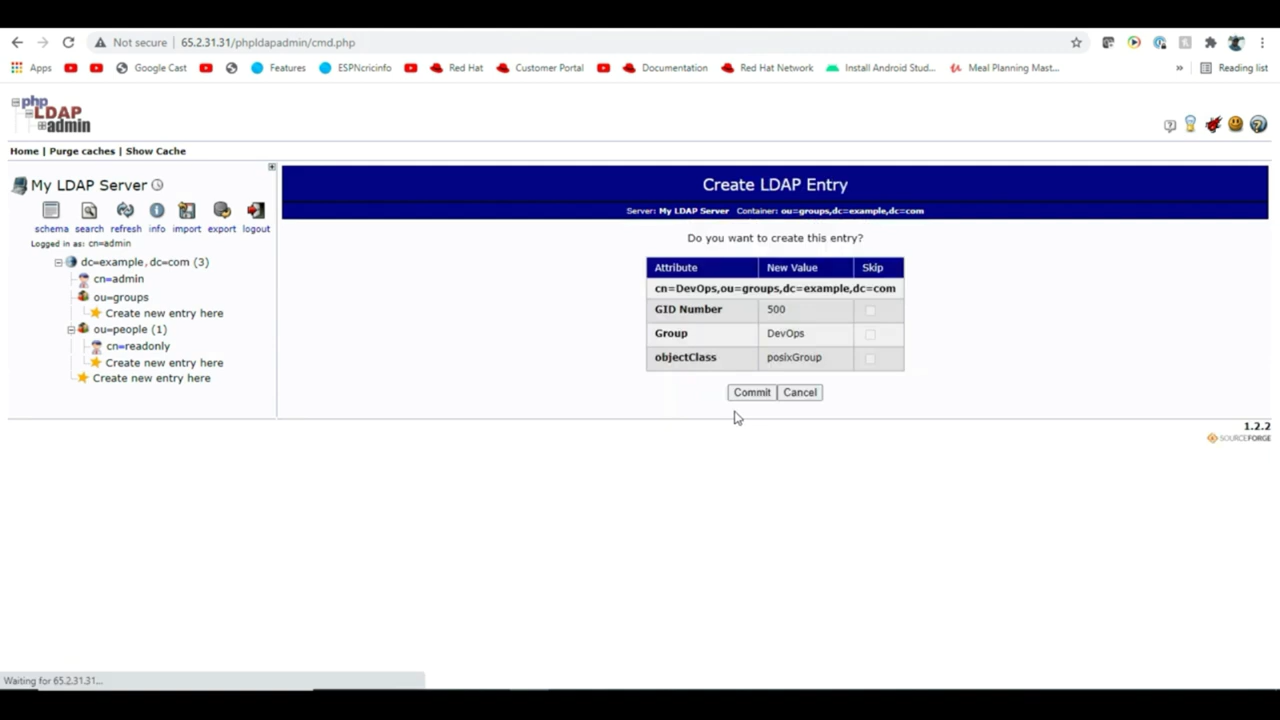 Not secure | 65.2.31.31/phpldapadmin/cmd.php
Apps Google Cast Features ESPNcricinfo Red Hat Customer Portal Documentation Red Hat Network Install Android Stud... Meal Planning Mast... » Reading list
php
LDAP
admin
Home | Purge caches | Show Cache
My LDAP Server
schema search refresh info import export logout
Logged in as: cn=admin
dc=example, dc=com (3)
cn=admin
ou=groups
Create new entry here
ou=people (1)
cn=readonly
Create new entry here
Create new entry here
Create LDAP Entry
Server: My LDAP Server Container: ou=groups,dc=example,dc=com
Do you want to create this entry?
Attribute New Value Skip
cn=DevOps,ou=groups,dc=example,dc=com
GID Number 500
Group DevOps
objectClass posixGroup
Commit Cancel
1.2.2
SOURCEFORGE
Waiting for 65.2.31.31...